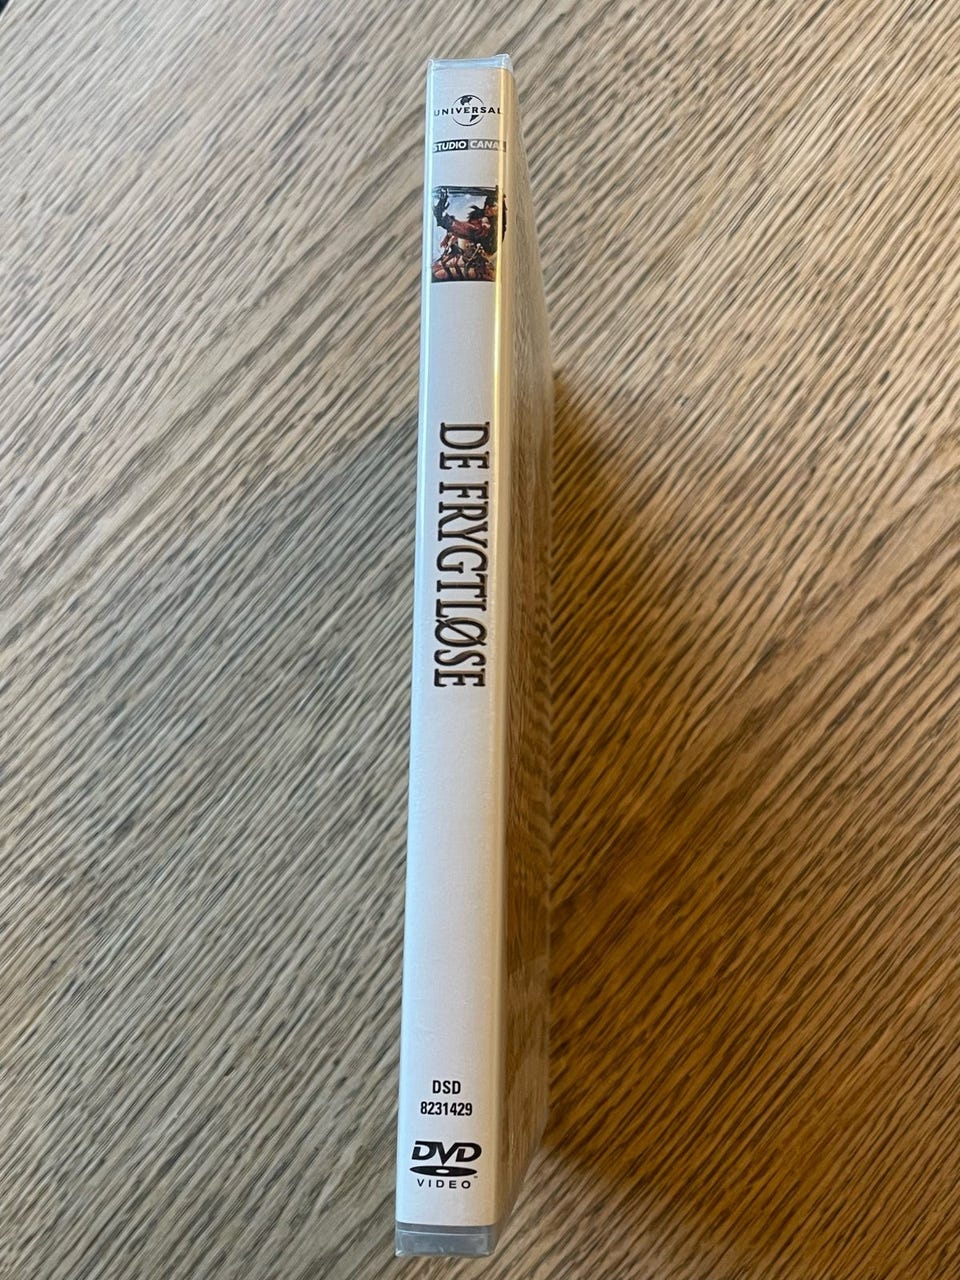 UNIVERSAL
STUDIO CANAL
DE FRYGTLØSE
DSD
8231429
DVD
VIDEO